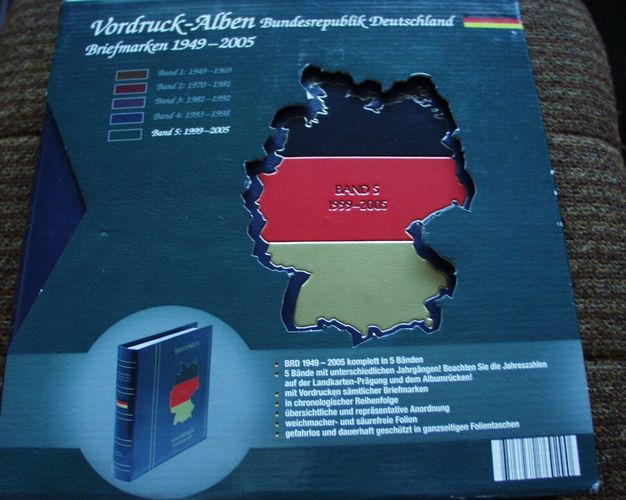 Vordruck-Alben Bundesrepublik Deutschland
Briefmarken 1949–2005
Band 1: 1949–1969
Band 2: 1970–1981
Band 3: 1982–1992
Band 4: 1993–1998
Band 5: 1999–2005
BAND 5
1999–2005
BRD 1949 – 2005 komplett in 5 Bänden
5 Bände mit unterschiedlichen Jahrgängen! Beachten Sie die Jahreszahlen
auf der Landkarten-Prägung und dem Albumrücken!
mit Vordrucken sämtlicher Briefmarken
in chronologischer Reihenfolge
übersichtliche und repräsentative Anordnung
weichmacher- und säurefreie Folien
gefahrlos und dauerhaft geschützt in ganzseitigen Folientaschen